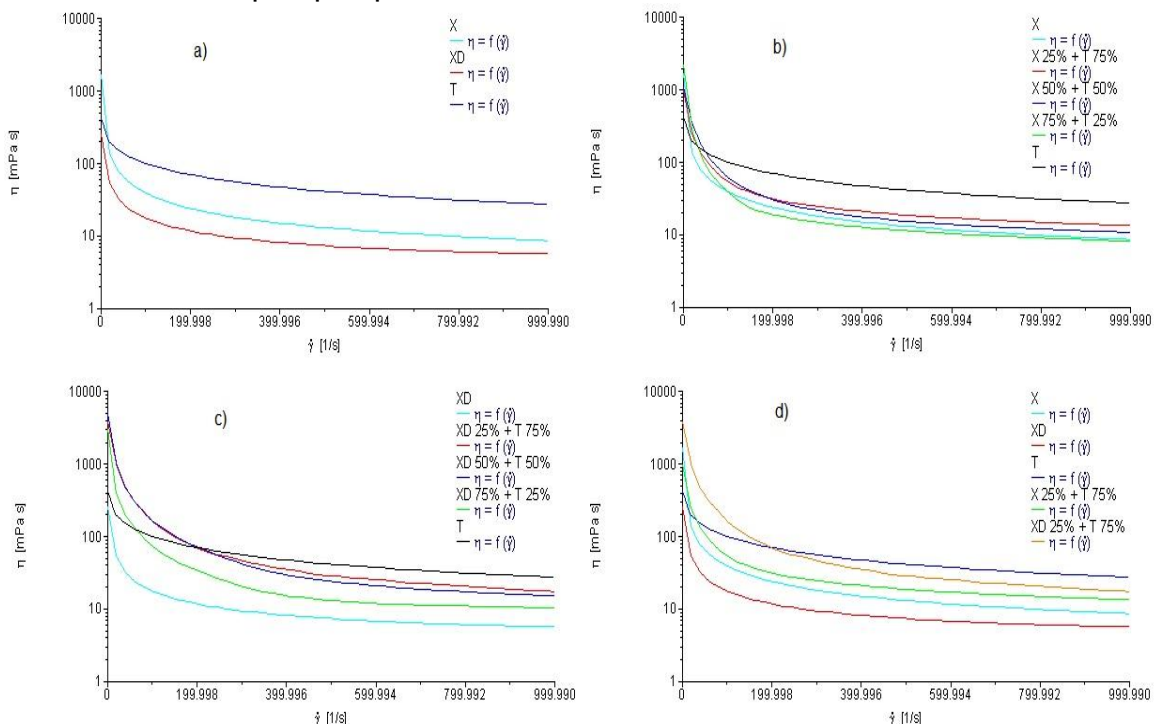 a)
10000
1000
100
10
1
η [mPa s]
0 199.998 399.996 599.994 799.992 999.990
γ̇ [1/s]
X
η = f (γ̇)
XD
η = f (γ̇)
T
η = f (γ̇)
b)
10000
1000
100
10
1
η [mPa s]
0 199.998 399.996 599.994 799.992 999.990
γ̇ [1/s]
X
η = f (γ̇)
X 25% + T 75%
η = f (γ̇)
X 50% + T 50%
η = f (γ̇)
X 75% + T 25%
η = f (γ̇)
T
η = f (γ̇)
c)
10000
1000
100
10
1
η [mPa s]
0 199.998 399.996 599.994 799.992 999.990
γ̇ [1/s]
XD
η = f (γ̇)
XD 25% + T 75%
η = f (γ̇)
XD 50% + T 50%
η = f (γ̇)
XD 75% + T 25%
η = f (γ̇)
T
η = f (γ̇)
d)
10000
1000
100
10
1
η [mPa s]
0 199.998 399.996 599.994 799.992 999.990
γ̇ [1/s]
X
η = f (γ̇)
XD
η = f (γ̇)
T
η = f (γ̇)
X 25% + T 75%
η = f (γ̇)
XD 25% + T 75%
η = f (γ̇)